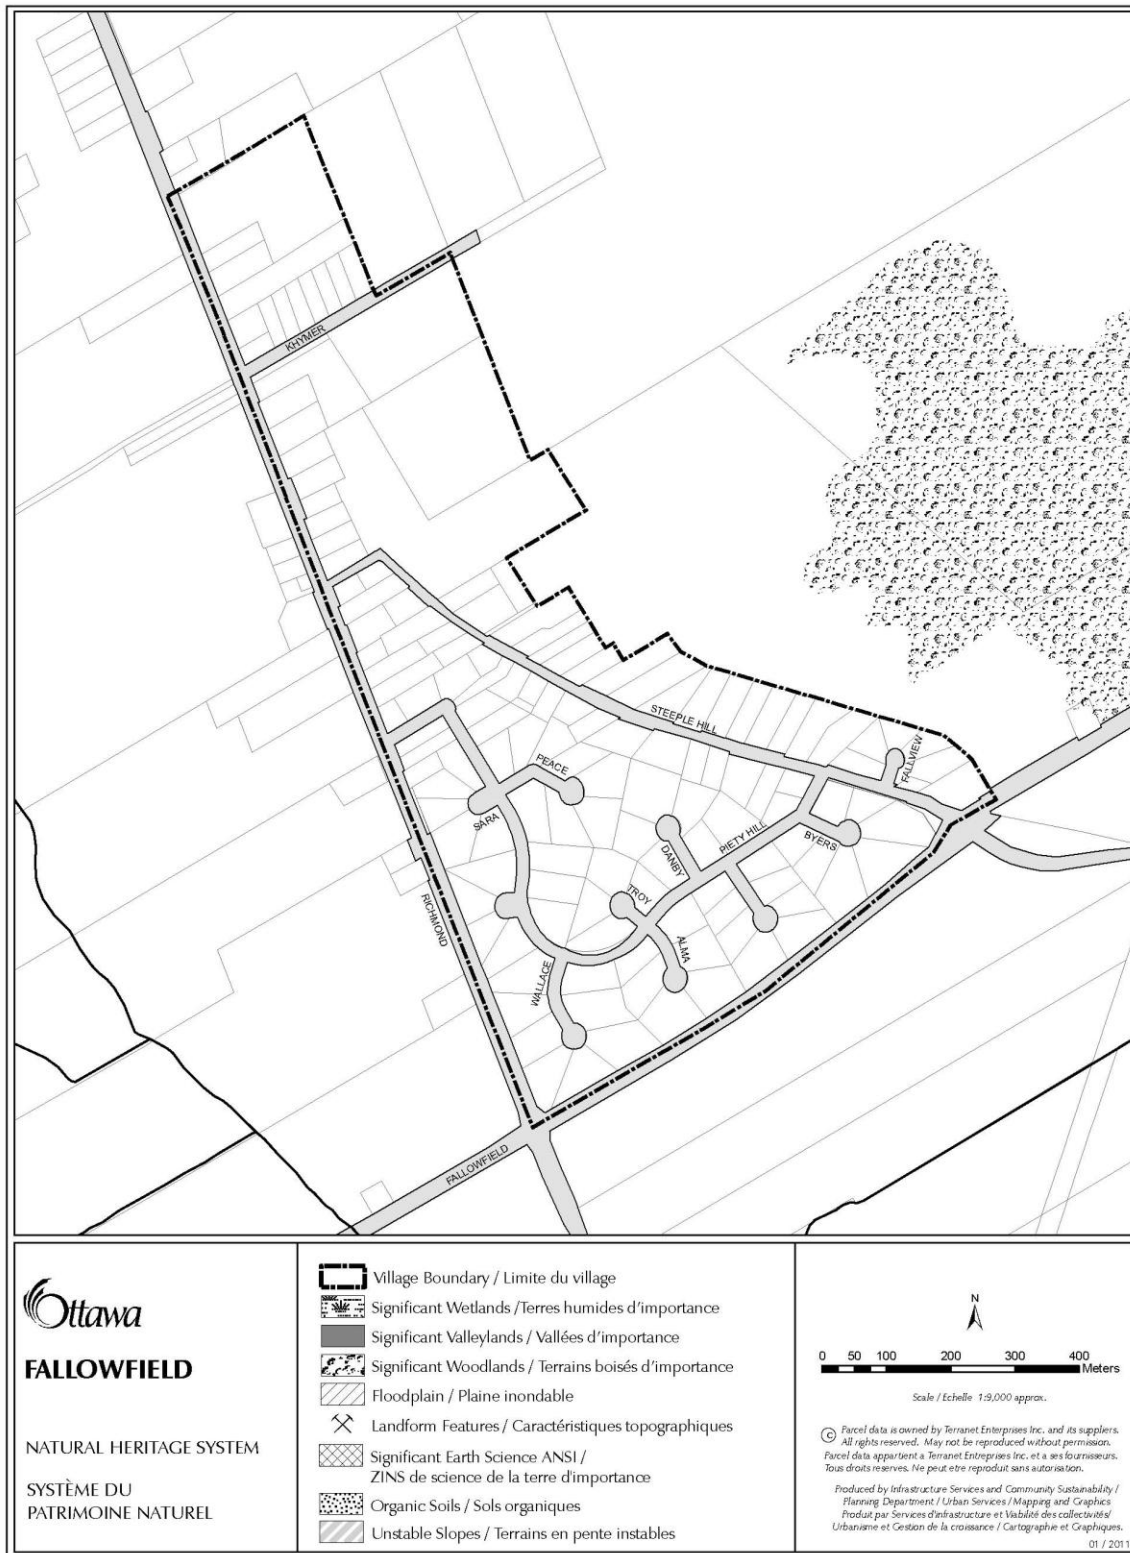 KHYMER
STEEPLE HILL
FALLVIEW
PEACE
SARA
DANBY
PIETY HILL
BYERS
TROY
RICHMOND
ALMA
WALLACE
FALLOWFIELD
Ottawa
FALLOWFIELD
NATURAL HERITAGE SYSTEM
SYSTÈME DU
PATRIMOINE NATUREL
Village Boundary / Limite du village
Significant Wetlands /Terres humides d'importance
Significant Valleylands / Vallées d'importance
Significant Woodlands / Terrains boisés d'importance
Floodplain / Plaine inondable
Landform Features / Caractéristiques topographiques
Significant Earth Science ANSI /
ZINS de science de la terre d'importance
Organic Soils / Sols organiques
Unstable Slopes / Terrains en pente instables
N
0 50 100 200 300 400
Meters
Scale / Echelle 1:9,000 approx.
© Parcel data is owned by Teranet Enterprises Inc. and its suppliers.
All rights reserved. May not be reproduced without permission.
Parcel data appartient a Teranet Entreprises Inc. et a ses fournisseurs.
Tous droits reserves. Ne peut etre reproduit sans autorisation.
Produced by Infrastructure Services and Community Sustainability /
Planning Department / Urban Services / Mapping and Graphics
Produit par Services d'infrastructure et Viabilité des collectivités/
Urbanisme et Gestion de la croissance / Cartographie et Graphiques.
01 / 2011